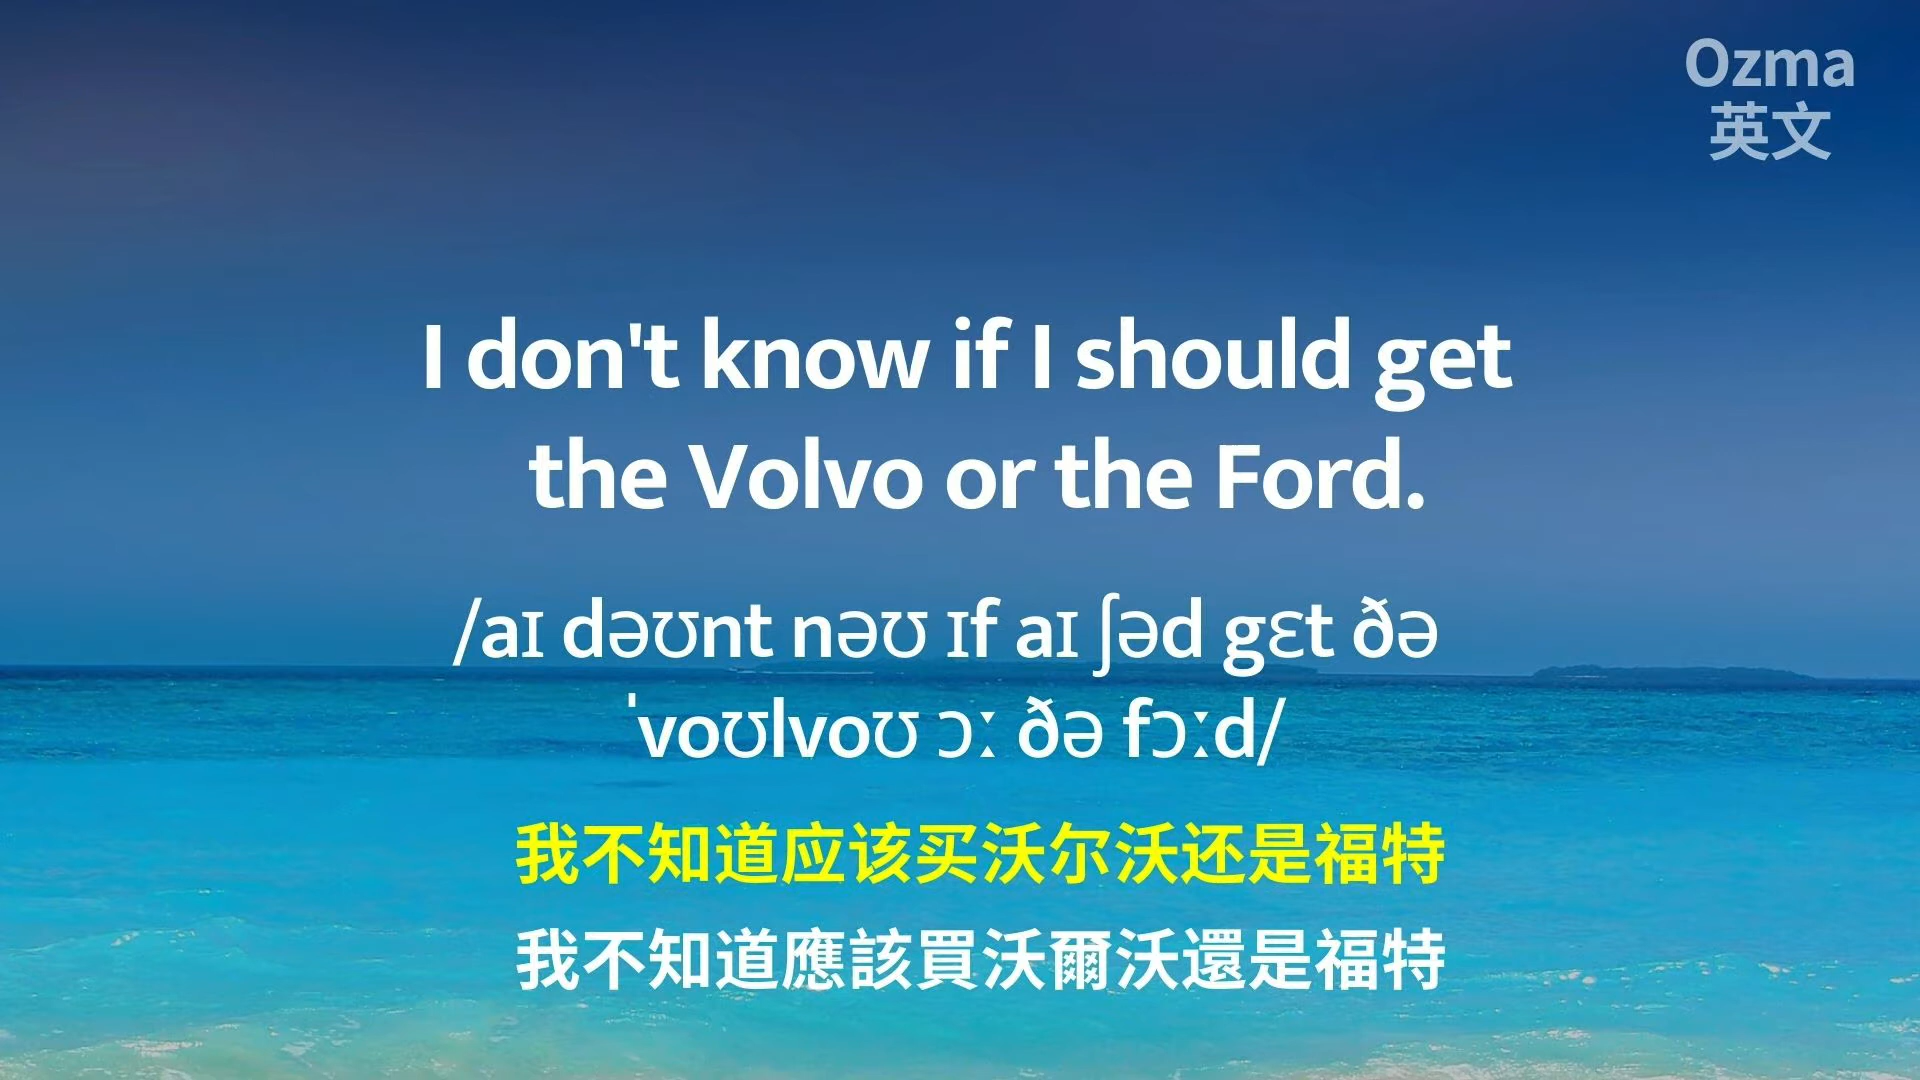 Ozma
英文
I don't know if I should get
the Volvo or the Ford.
/aɪ dəʊnt nəʊ ɪf aɪ ʃəd gɛt ðə
ˈvoʊlvoʊ ɔː ðə fɔːd/
我不知道应该买沃尔沃还是福特
我不知道應該買沃爾沃還是福特